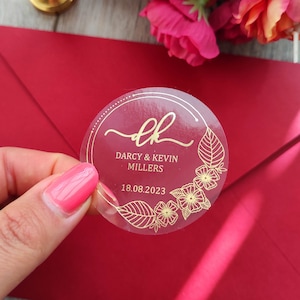 dk
DARCY & KEVIN
MILLERS
18.08.2023